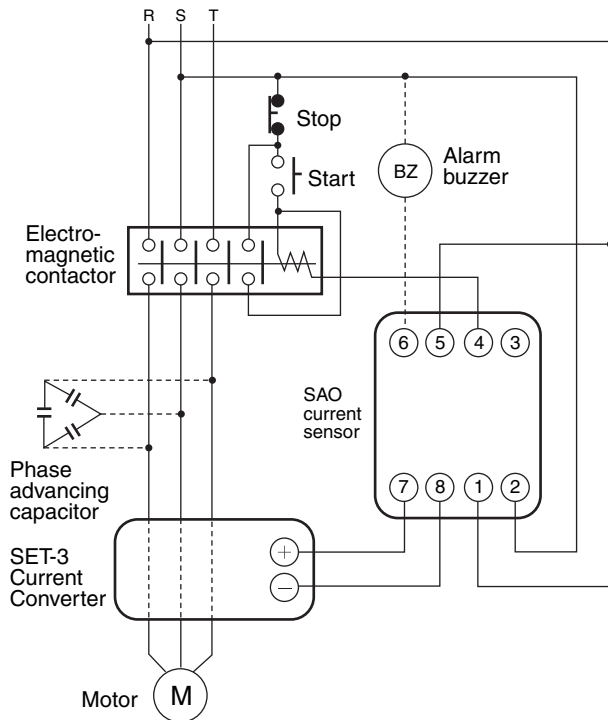 R S T
Stop
Start
BZ
Alarm
buzzer
Electro-
magnetic
contactor
6 5 4 3
SAO
current
sensor
7 8 1 2
Phase
advancing
capacitor
SET-3
Current
Converter
+
−
Motor
M